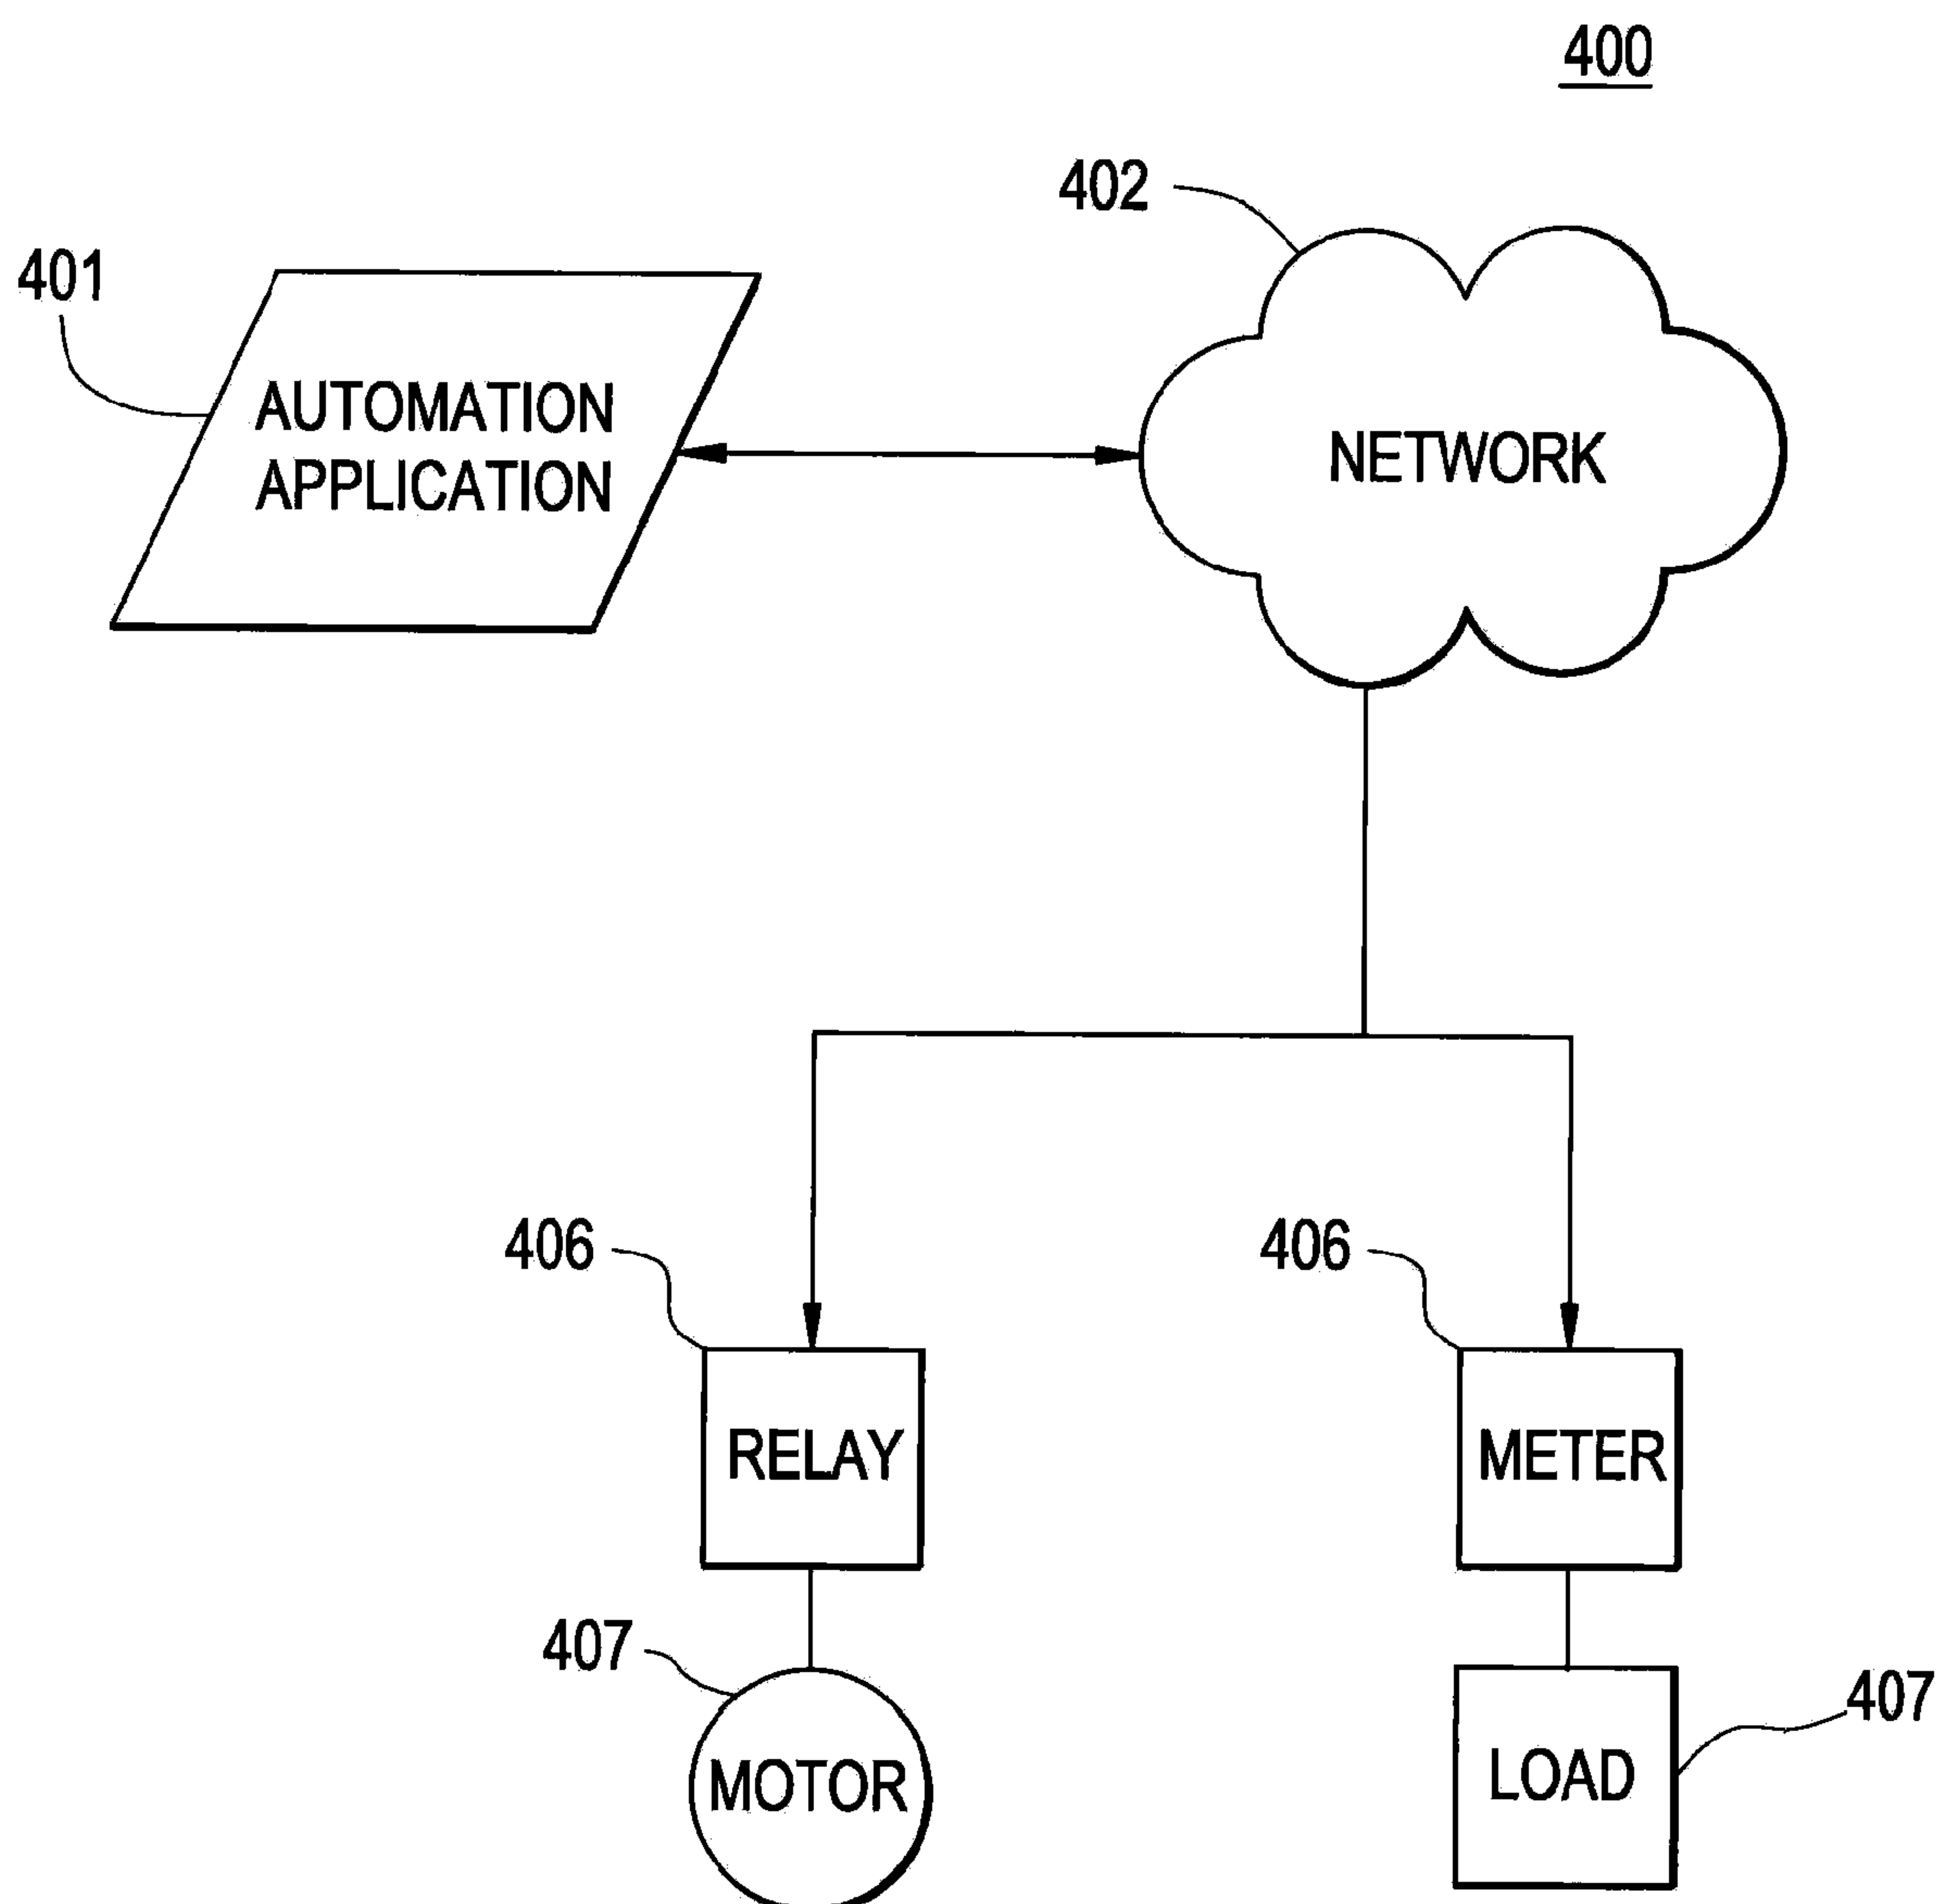 400
402
401
AUTOMATION
APPLICATION
NETWORK
406
406
RELAY
METER
407
407
MOTOR
LOAD